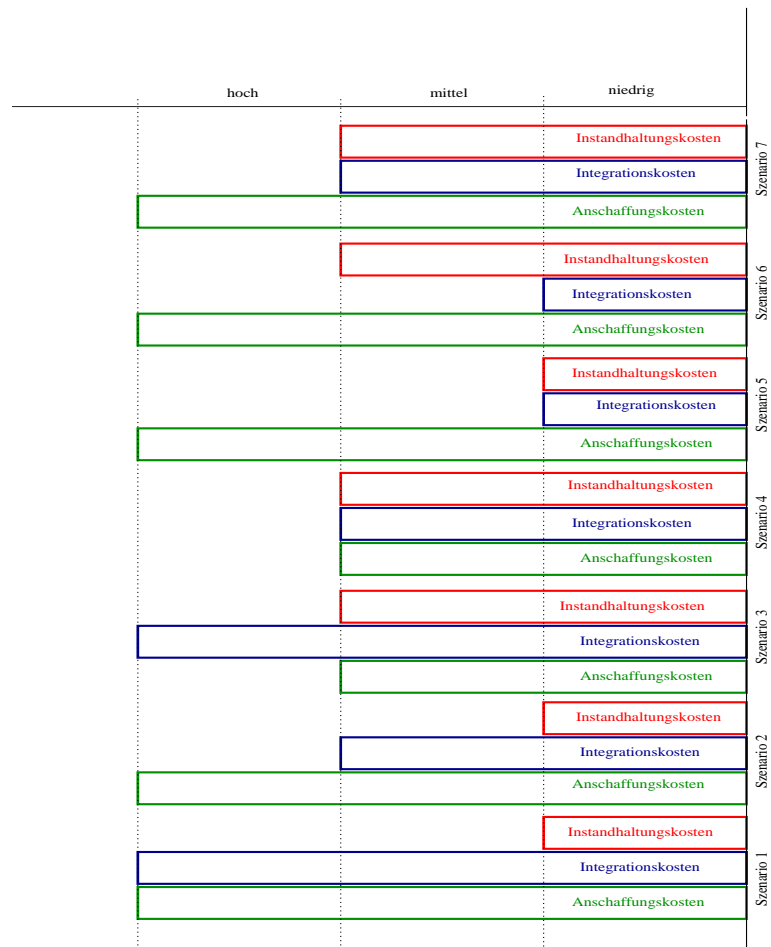 hoch mittel niedrig
Instandhaltungskosten
Integrationskosten
Anschaffungskosten
Szenario 7
Instandhaltungskosten
Integrationskosten
Anschaffungskosten
Szenario 6
Instandhaltungskosten
Integrationskosten
Anschaffungskosten
Szenario 5
Instandhaltungskosten
Integrationskosten
Anschaffungskosten
Szenario 4
Instandhaltungskosten
Integrationskosten
Anschaffungskosten
Szenario 3
Instandhaltungskosten
Integrationskosten
Anschaffungskosten
Szenario 2
Instandhaltungskosten
Integrationskosten
Anschaffungskosten
Szenario 1